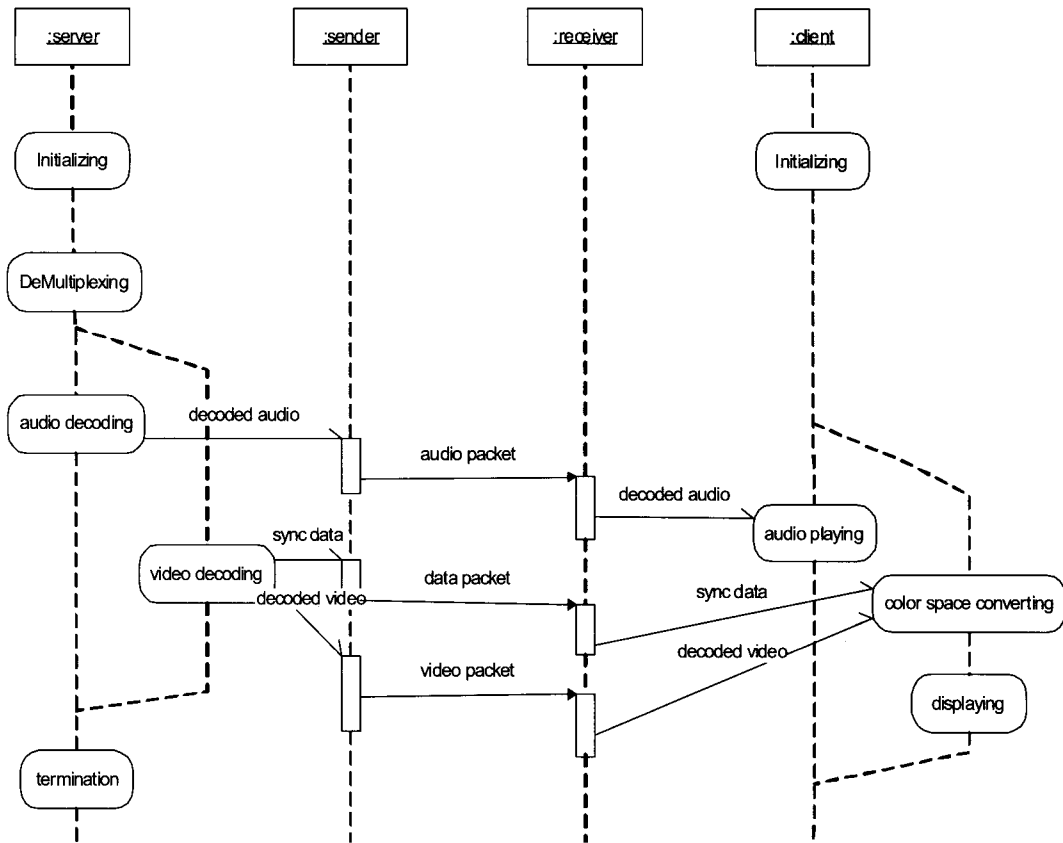 :server
:sender
:receiver
:client
Initializing
Initializing
DeMultiplexing
audio decoding
decoded audio
audio packet
decoded audio
audio playing
sync data
video decoding
data packet
sync data
color space converting
decoded video
decoded video
video packet
displaying
termination